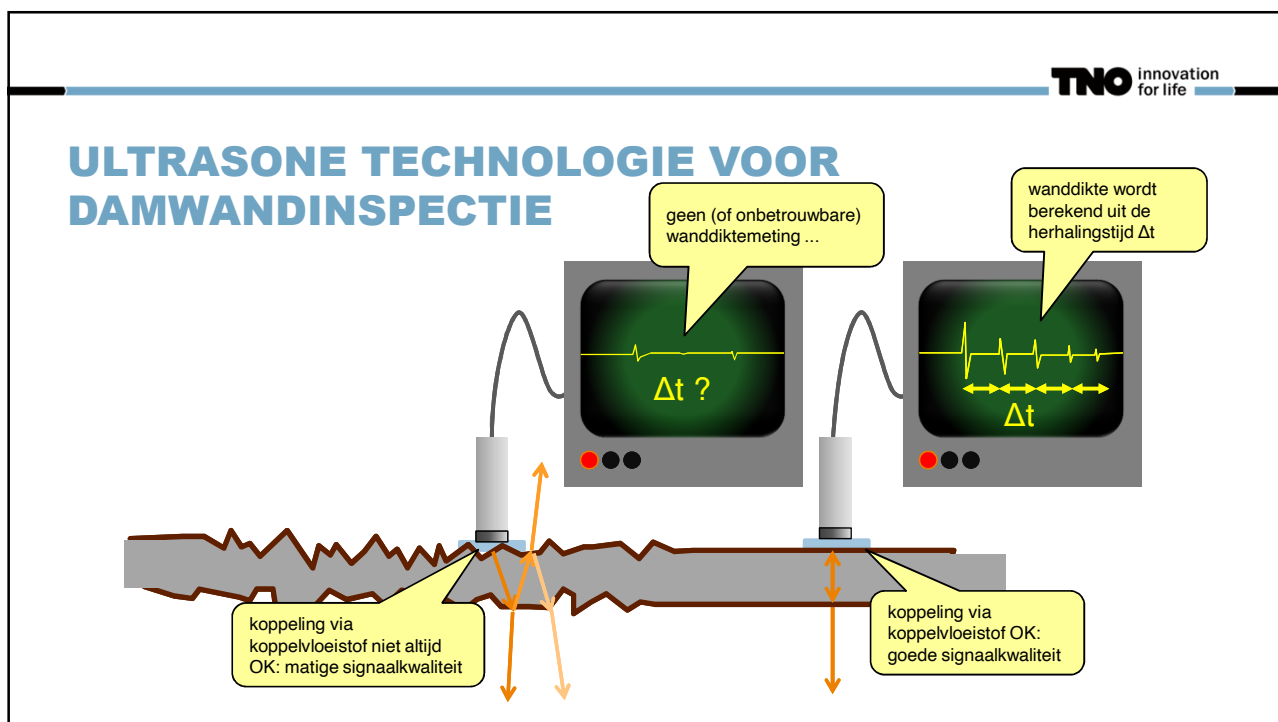 TNO innovation
for life
ULTRASONE TECHNOLOGIE VOOR
DAMWANDINSPECTIE
geen (of onbetrouwbare)
wanddiktemeting ...
wanddikte wordt
berekend uit de
herhalingstijd Δt
Δt ?
Δt
koppeling via
koppelvloeistof niet altijd
OK: matige signaalkwaliteit
koppeling via
koppelvloeistof OK:
goede signaalkwaliteit